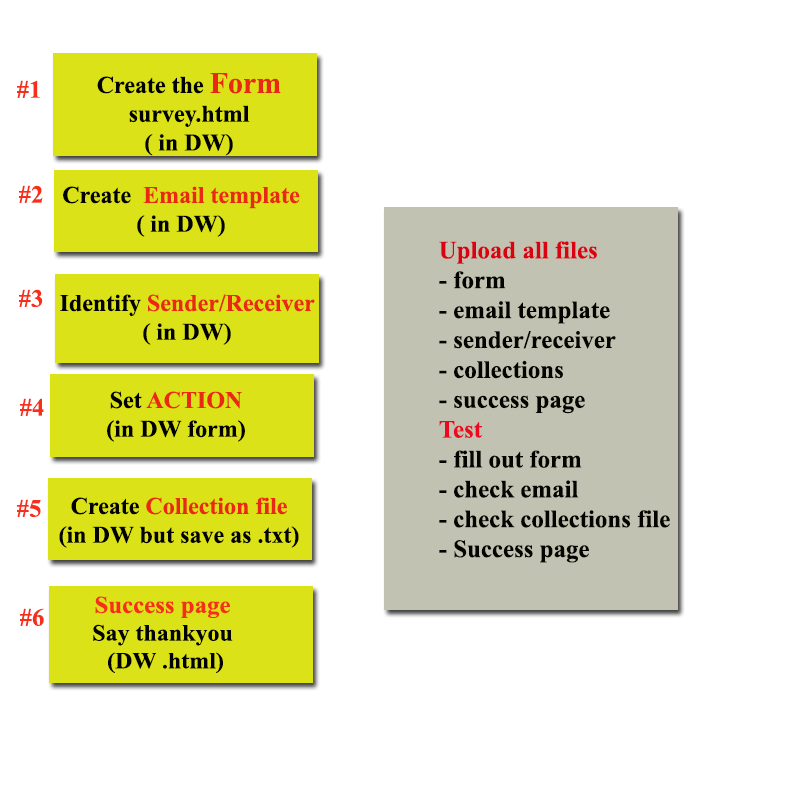 #1
Create the Form
survey.html
( in DW)
#2
Create Email template
( in DW)
#3
Identify Sender/Receiver
( in DW)
#4
Set ACTION
(in DW form)
#5
Create Collection file
(in DW but save as .txt)
#6
Success page
Say thankyou
(DW .html)
Upload all files
- form
- email template
- sender/receiver
- collections
- success page
Test
- fill out form
- check email
- check collections file
- Success page